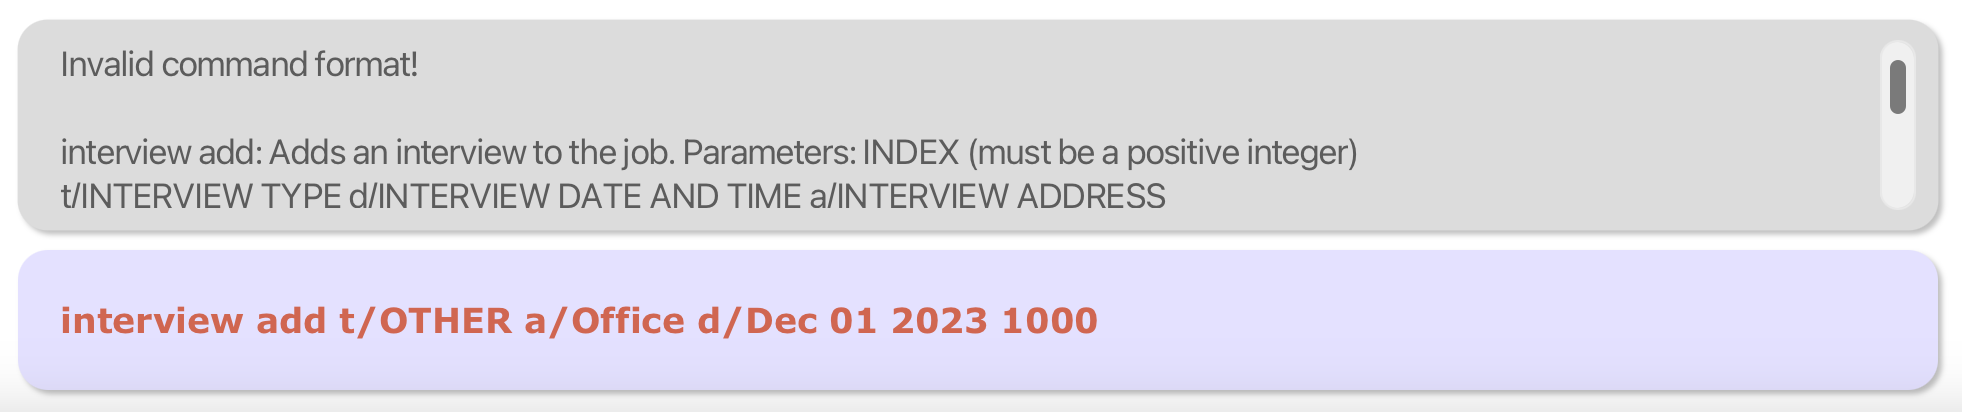 Invalid command format!
interview add: Adds an interview to the job. Parameters: INDEX (must be a positive integer)
t/INTERVIEW TYPE d/INTERVIEW DATE AND TIME a/INTERVIEW ADDRESS
interview add t/OTHER a/Office d/Dec 01 2023 1000